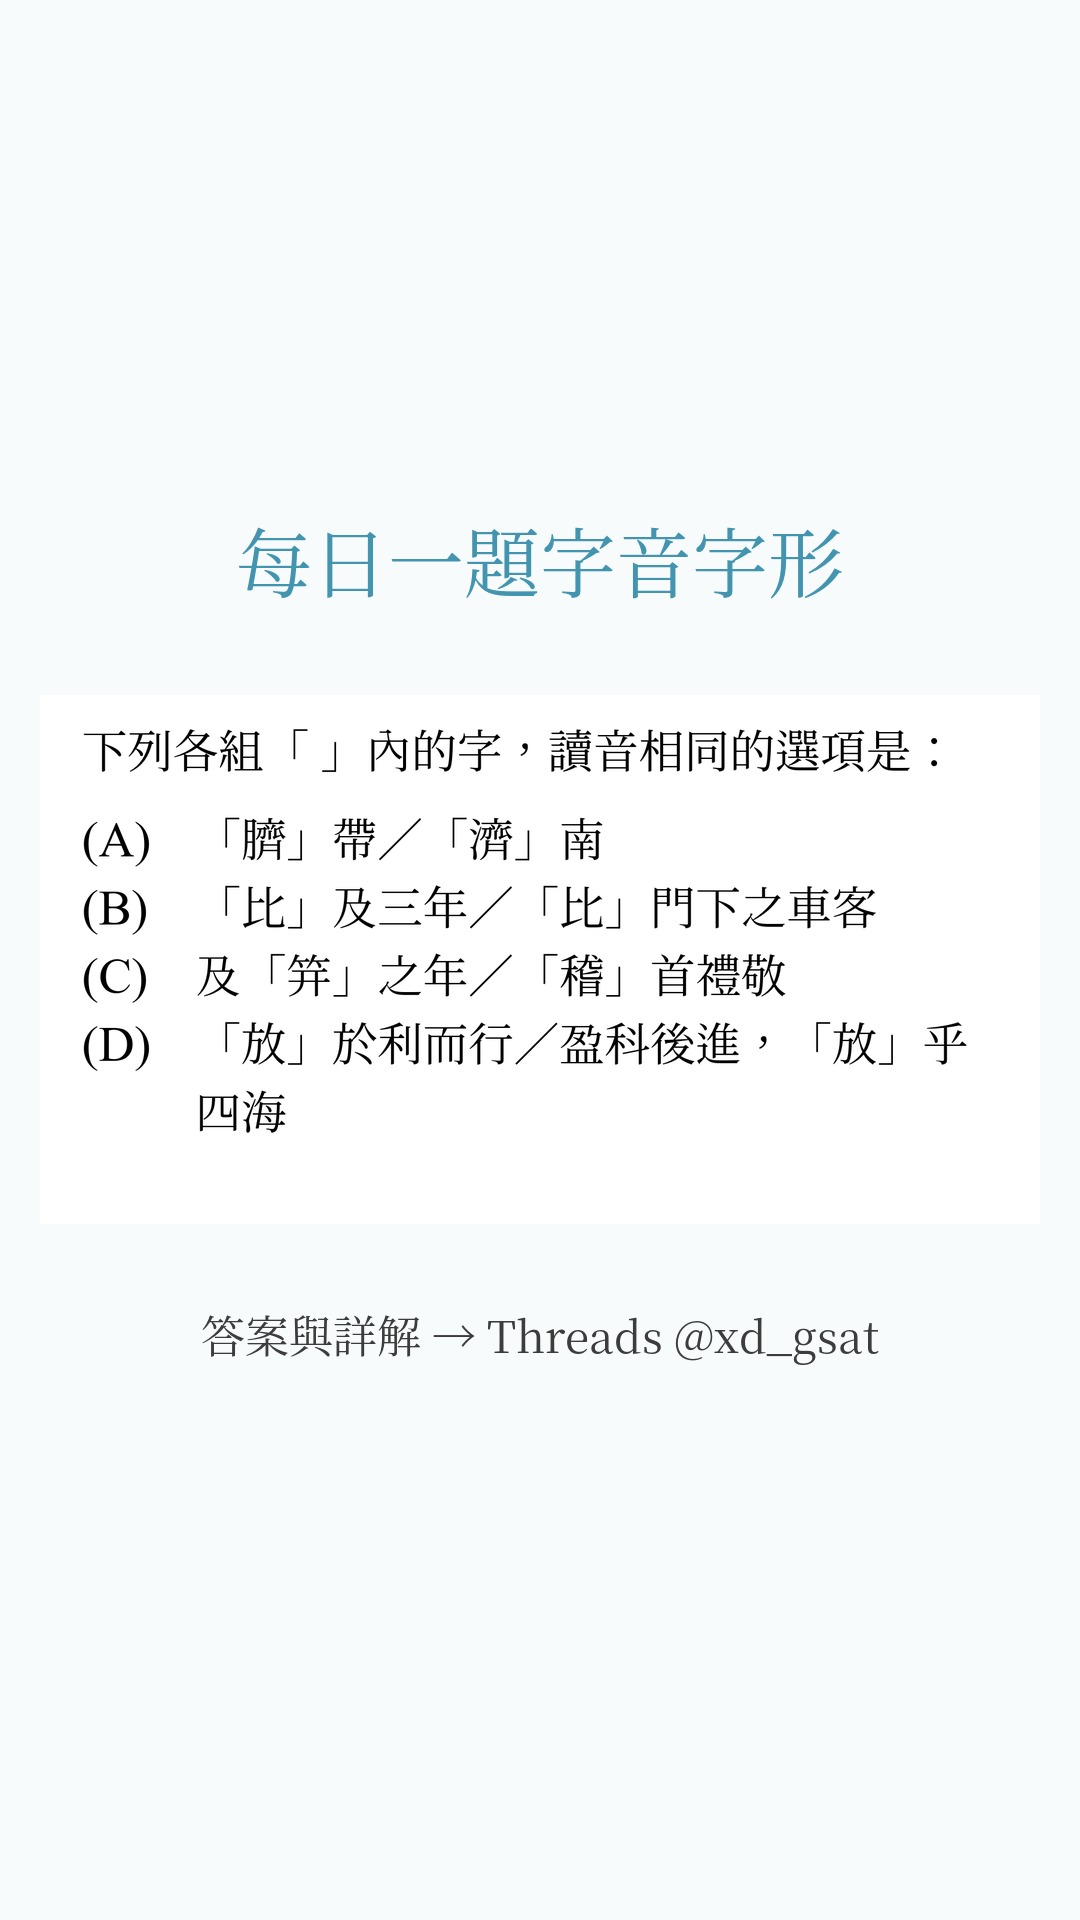 每日一題字音字形
下列各組「 」內的字，讀音相同的選項是：
(A) 「臍」帶／「濟」南
(B) 「比」及三年／「比」門下之車客
(C) 及「笄」之年／「稽」首禮敬
(D) 「放」於利而行／盈科後進，「放」乎
四海
答案與詳解 → Threads @xd_gsat